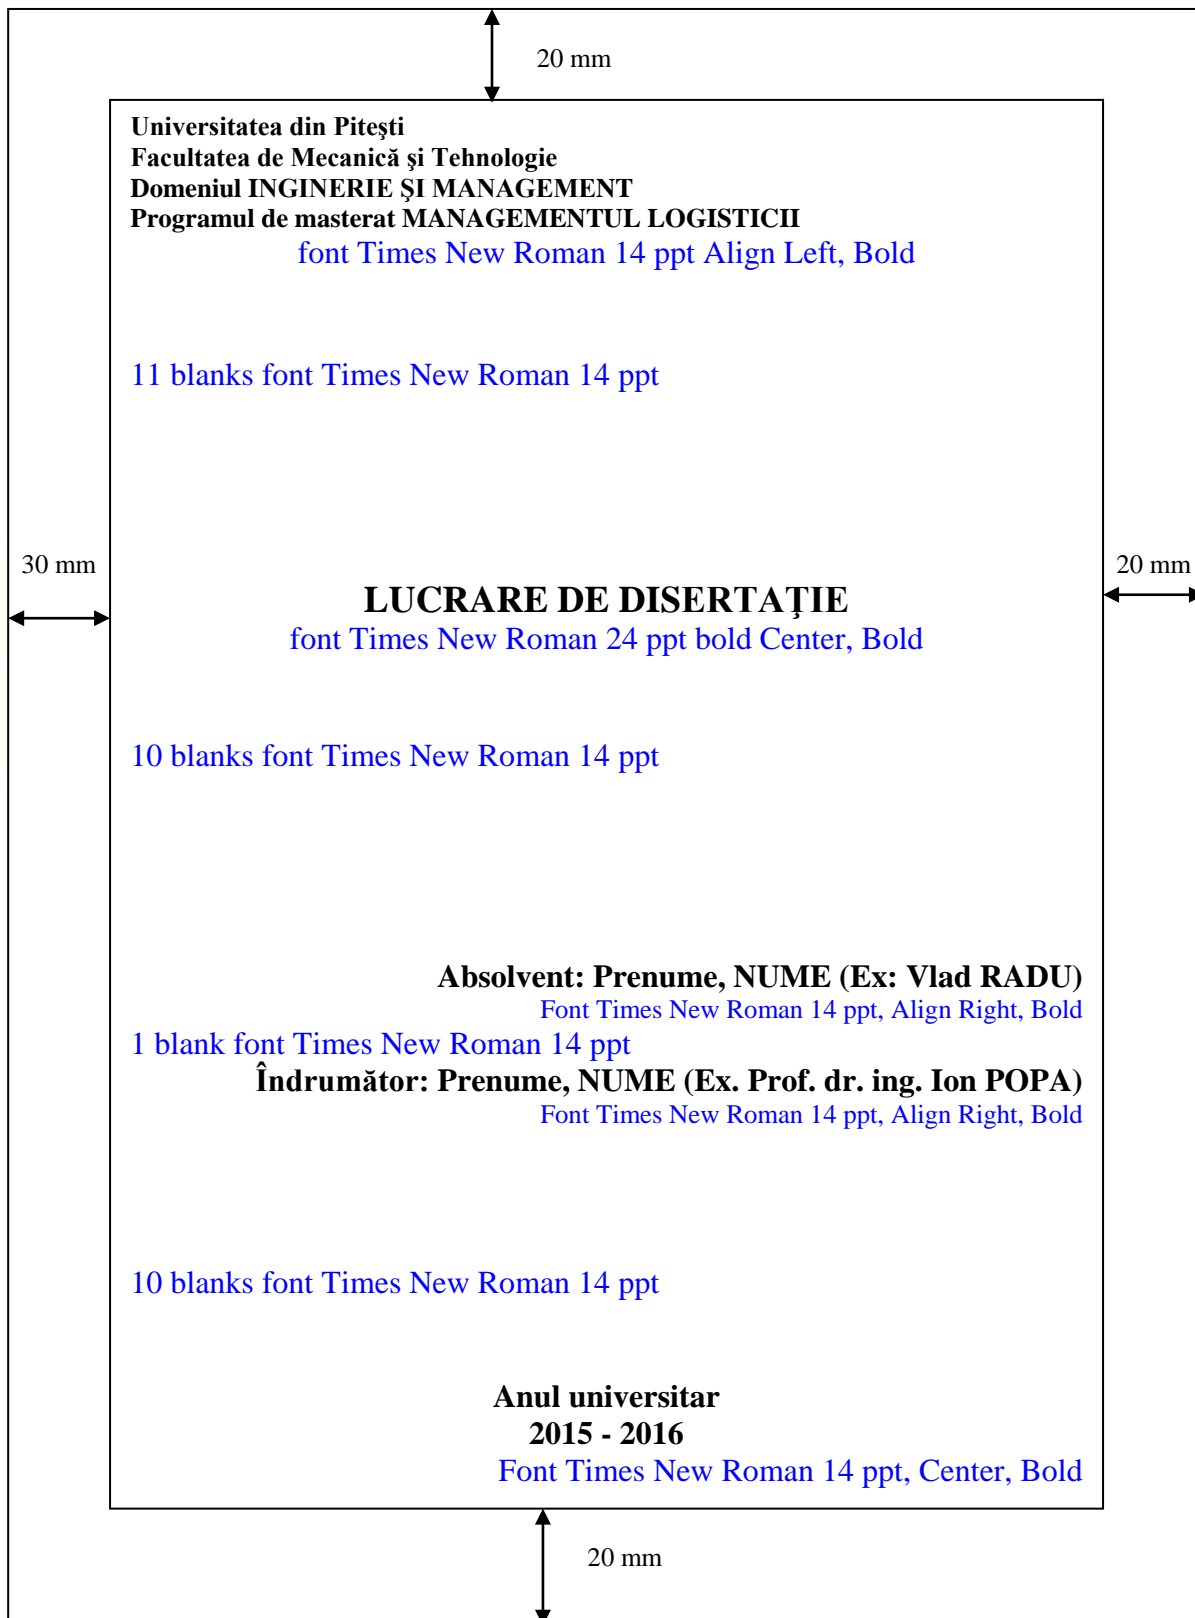 20 mm
Universitatea din Piteşti
Facultatea de Mecanică şi Tehnologie
Domeniul INGINERIE ŞI MANAGEMENT
Programul de masterat MANAGEMENTUL LOGISTICII
font Times New Roman 14 ppt Align Left, Bold
11 blanks font Times New Roman 14 ppt
30 mm
20 mm
LUCRARE DE DISERTAŢIE
font Times New Roman 24 ppt bold Center, Bold
10 blanks font Times New Roman 14 ppt
Absolvent: Prenume, NUME (Ex: Vlad RADU)
Font Times New Roman 14 ppt, Align Right, Bold
1 blank font Times New Roman 14 ppt
Îndrumător: Prenume, NUME (Ex. Prof. dr. ing. Ion POPA)
Font Times New Roman 14 ppt, Align Right, Bold
10 blanks font Times New Roman 14 ppt
Anul universitar
2015 - 2016
Font Times New Roman 14 ppt, Center, Bold
20 mm